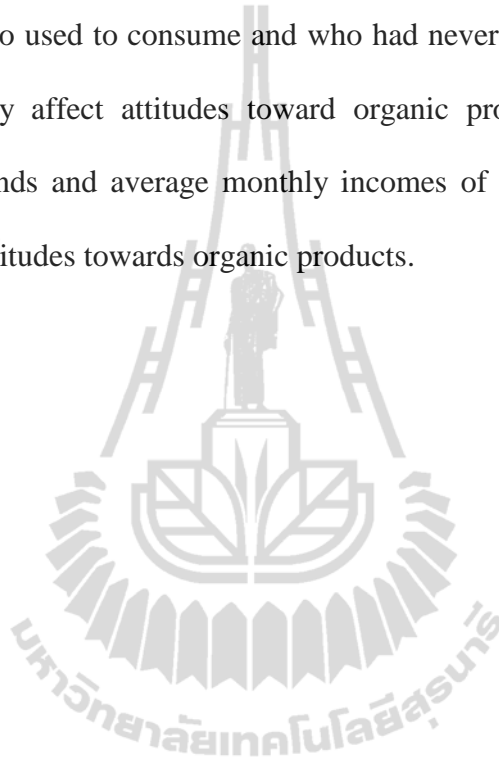 o used to consume and who had never
y affect attitudes toward organic pro
nds and average monthly incomes of
titudes towards organic products.
มหาวิทยาลัยเทคโนโลยีสุรนารี